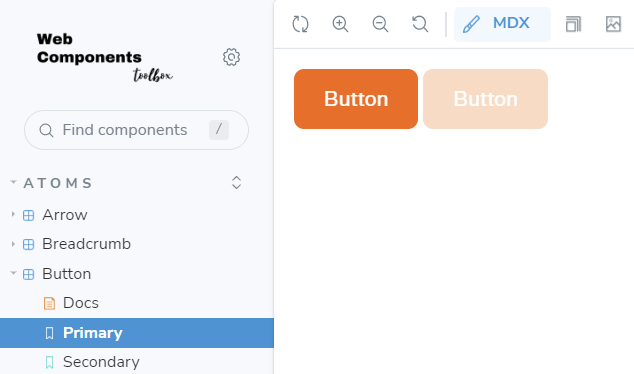 Web
Components
toolbox
Find components /
ATOMS
Arrow
Breadcrumb
Button
Docs
Primary
Secondary
MDX
Button Button